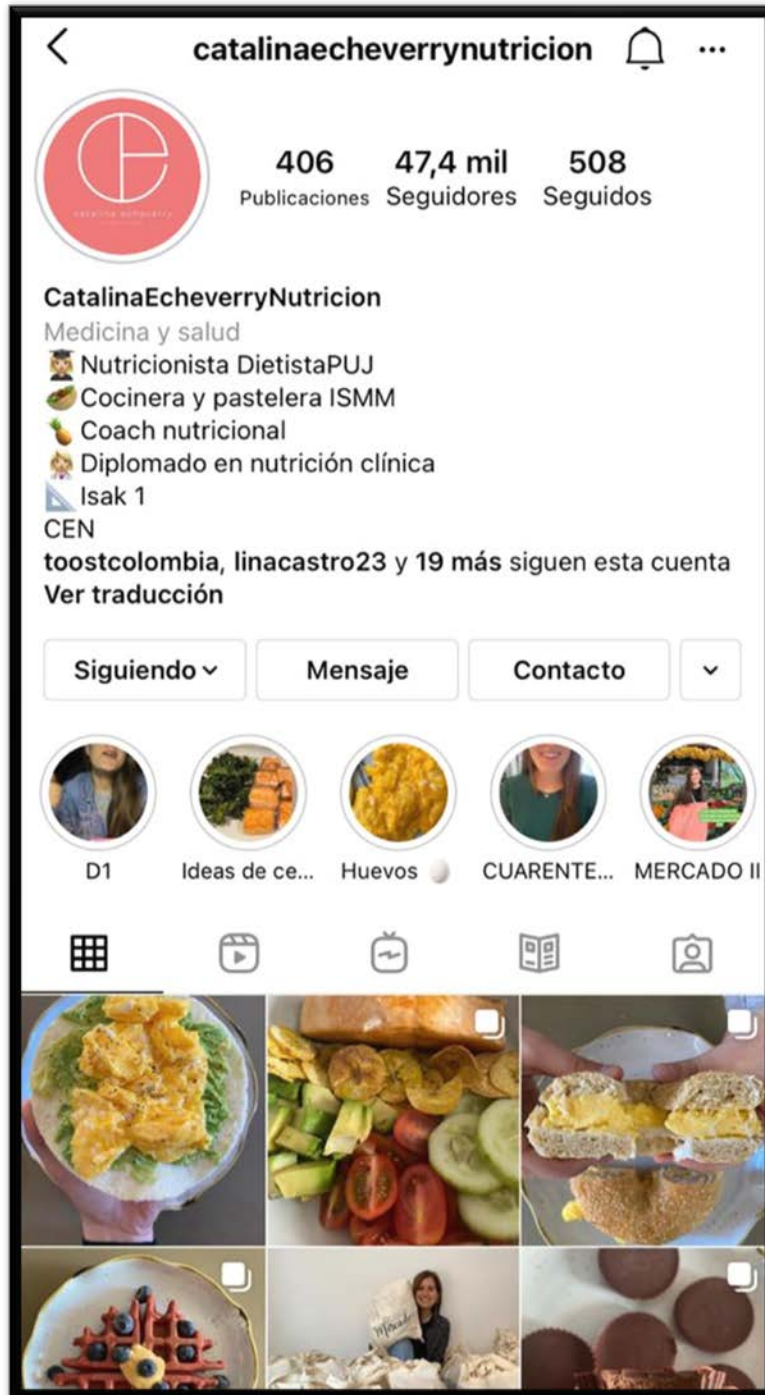 catalinaecheverrynutricion
406 47,4 mil 508
Publicaciones Seguidores Seguidos
catalina echeverry
CatalinaEcheverryNutricion
Medicina y salud
Nutricionista DietistaPUJ
Cocinera y pastelera ISMM
Coach nutricional
Diplomado en nutrición clínica
Isak 1
CEN
toostcolombia, linacastro23 y 19 más siguen esta cuenta
Ver traducción
Siguiendo Mensaje Contacto
D1 Ideas de ce... Huevos CUARENTE... MERCADO II